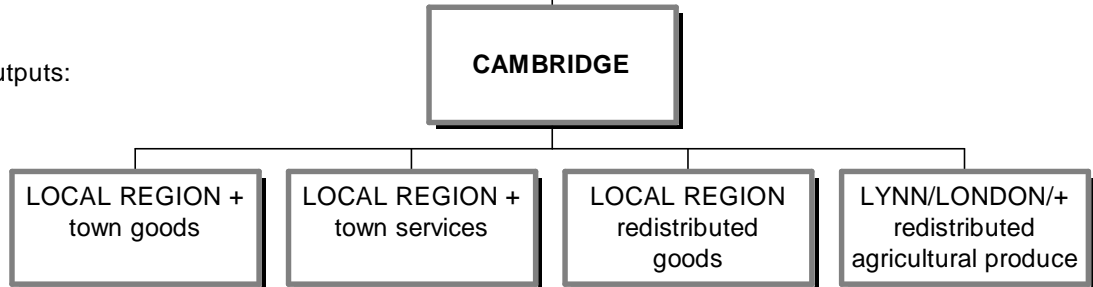 CAMBRIDGE
utputs:
LOCAL REGION +
town goods
LOCAL REGION +
town services
LOCAL REGION
redistributed
goods
LYNN/LONDON/+
redistributed
agricultural produce